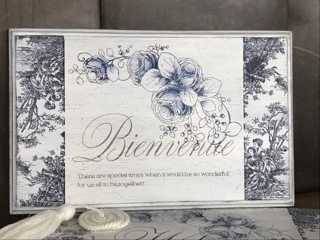 Bienvenue
There are special times when it would be so wonderful
for us all to be together!